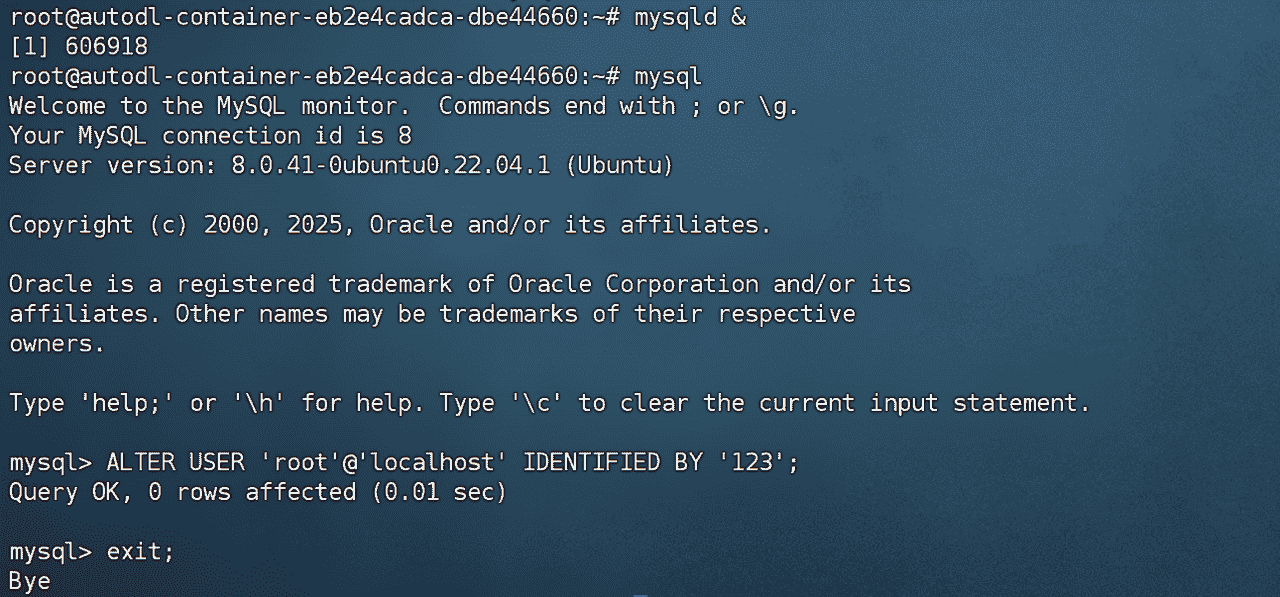 root@autodl-container-eb2e4cadca-dbe44660:~# mysqld &
[1] 606918
root@autodl-container-eb2e4cadca-dbe44660:~# mysql
Welcome to the MySQL monitor.  Commands end with ; or \g.
Your MySQL connection id is 8
Server version: 8.0.41-0ubuntu0.22.04.1 (Ubuntu)

Copyright (c) 2000, 2025, Oracle and/or its affiliates.

Oracle is a registered trademark of Oracle Corporation and/or its
affiliates. Other names may be trademarks of their respective
owners.

Type 'help;' or '\h' for help. Type '\c' to clear the current input statement.

mysql> ALTER USER 'root'@'localhost' IDENTIFIED BY '123';
Query OK, 0 rows affected (0.01 sec)

mysql> exit;
Bye